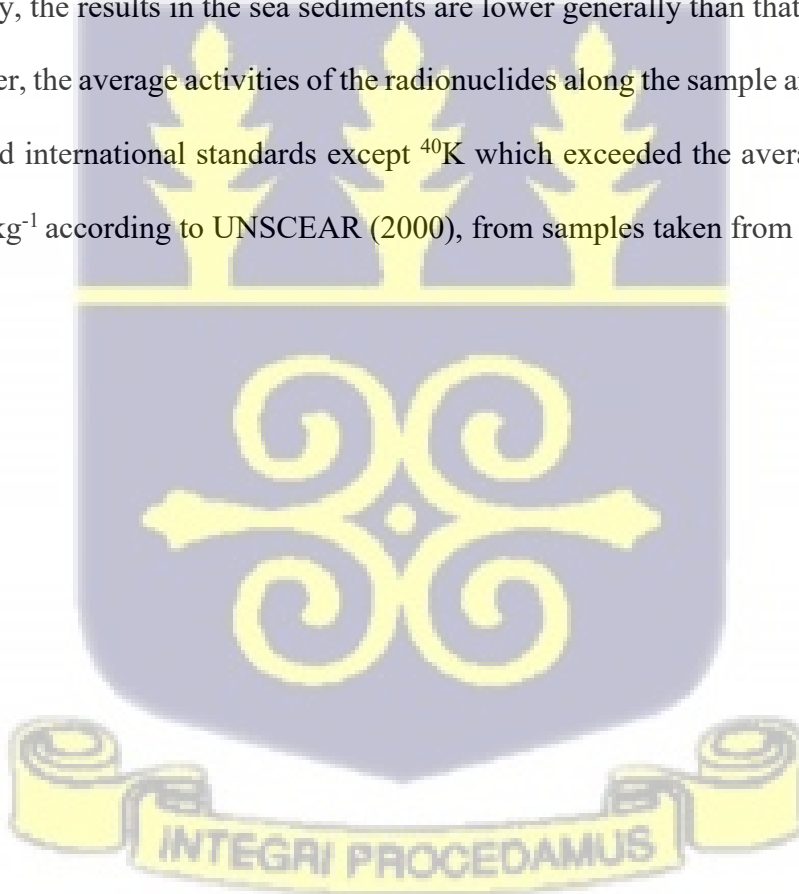 the results in the sea sediments are lower generally than that
the average activities of the radionuclides along the sample
international standards except ⁴⁰K which exceeded the
kg⁻¹ according to UNSCEAR (2000), from samples taken from
INTEGRI PROCEDAMUS